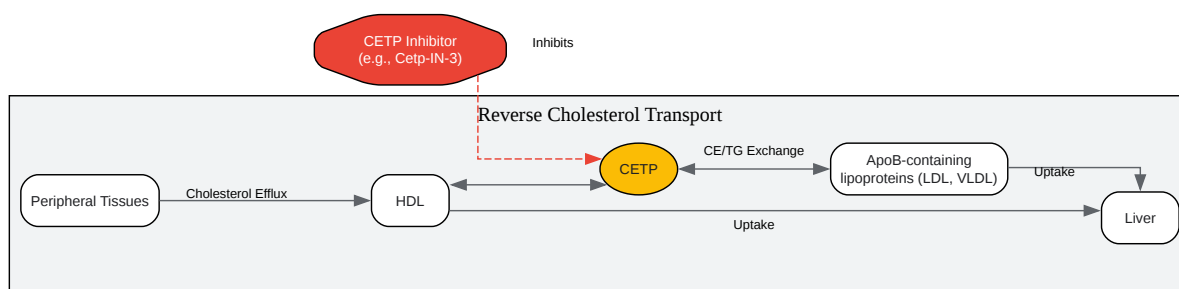 CETP Inhibitor
(e.g., Cetp-IN-3)
Inhibits
Reverse Cholesterol Transport
Peripheral Tissues
Cholesterol Efflux
HDL
CETP
CE/TG Exchange
ApoB-containing
lipoproteins (LDL, VLDL)
Uptake
Uptake
Liver